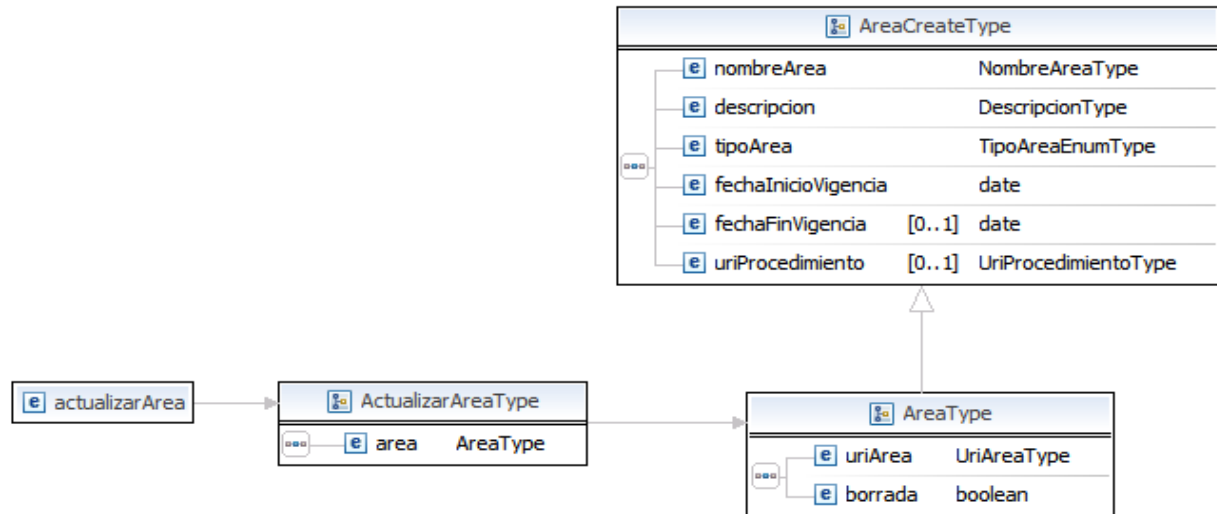 AreaCreateType
e nombreArea NombreAreaType
e descripcion DescripcionType
e tipoArea TipoAreaEnumType
e fechaInicioVigencia date
e fechaFinVigencia [0..1] date
e uriProcedimiento [0..1] UriProcedimientoType
e actualizarArea
ActualizarAreaType
e area AreaType
AreaType
e uriArea UriAreaType
e borrada boolean